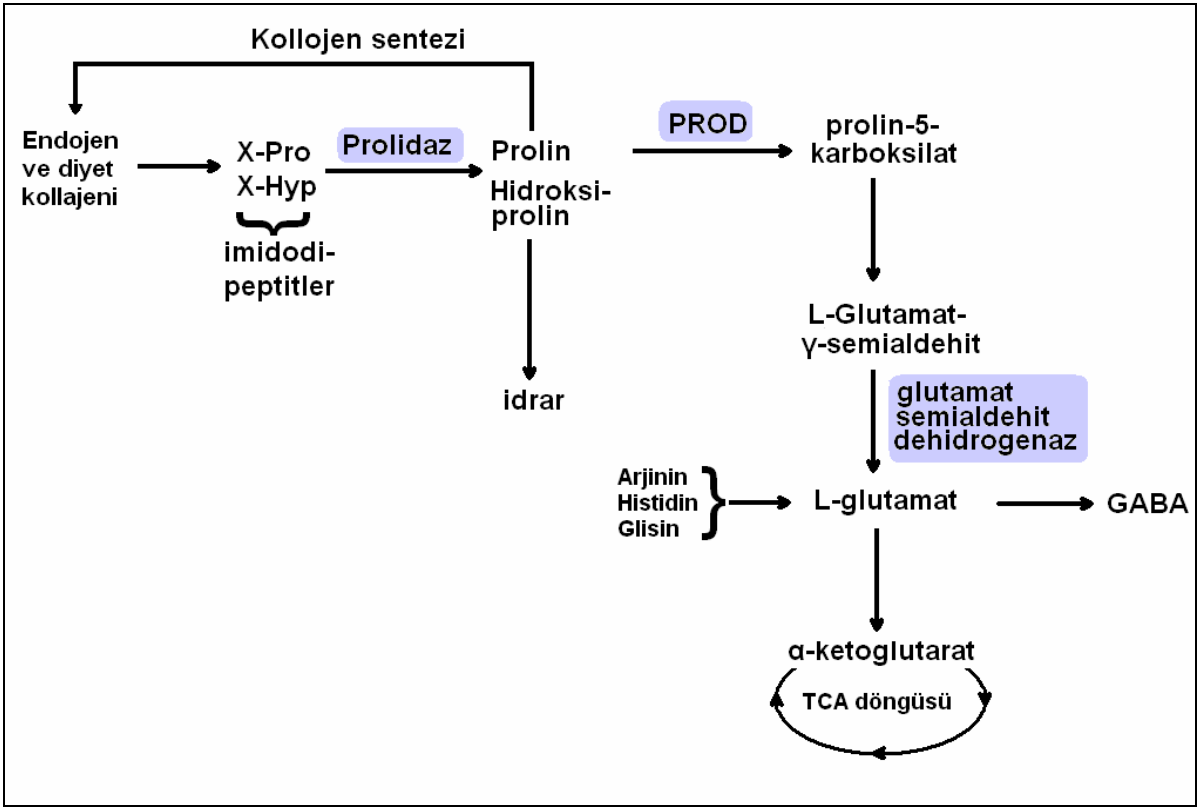 Kollojen sentezi
Endojen
ve diyet
kollajeni
X-Pro
X-Hyp
imidodi-
peptitler
Prolidaz
Prolin
Hidroksi-
prolin
idrar
PROD
prolin-5-
karboksilat
L-Glutamat-
γ-semialdehit
glutamat
semialdehit
dehidrogenaz
Arjinin
Histidin
Glisin
L-glutamat
GABA
α-ketoglutarat
TCA döngüsü